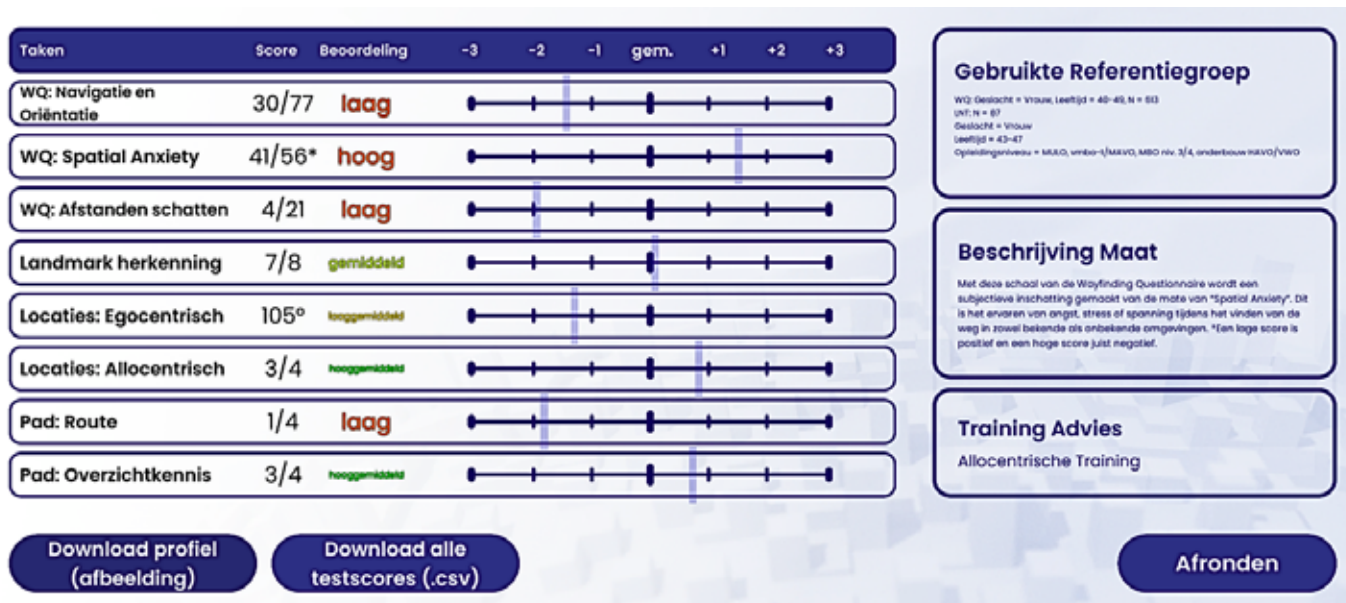 Taken Score Beoordeling -3 -2 -1 gem. +1 +2 +3
WQ: Navigatie en
Oriëntatie
30/77 laag
WQ: Spatial Anxiety 41/56* hoog
WQ: Afstanden schatten 4/21 laag
Landmark herkenning 7/8 gemiddeld
Locaties: Egocentrisch 105° laaggemiddeld
Locaties: Allocentrisch 3/4 hooggemiddeld
Pad: Route 1/4 laag
Pad: Overzichtkennis 3/4 hooggemiddeld
Download profiel
(afbeelding)
Download alle
testscores (.csv)
Gebruikte Referentiegroep
WQ: Geslacht = Vrouw, Leeftijd = 40-49, N = 613
LNT: N = 67
Geslacht = Vrouw
Leeftijd = 43-47
Opleidingsniveau = MULO, vmbo-t/MAVO, MBO niv. 3/4, onderbouw HAVO/VWO
Beschrijving Maat
Met deze schaal van de Wayfinding Questionnaire wordt een
subjectieve inschatting gemaakt van de mate van "Spatial Anxiety". Dit
is het ervaren van angst, stress of spanning tijdens het vinden van de
weg in zowel bekende als onbekende omgevingen. *Een lage score is
positief en een hoge score juist negatief.
Training Advies
Allocentrische Training
Afronden